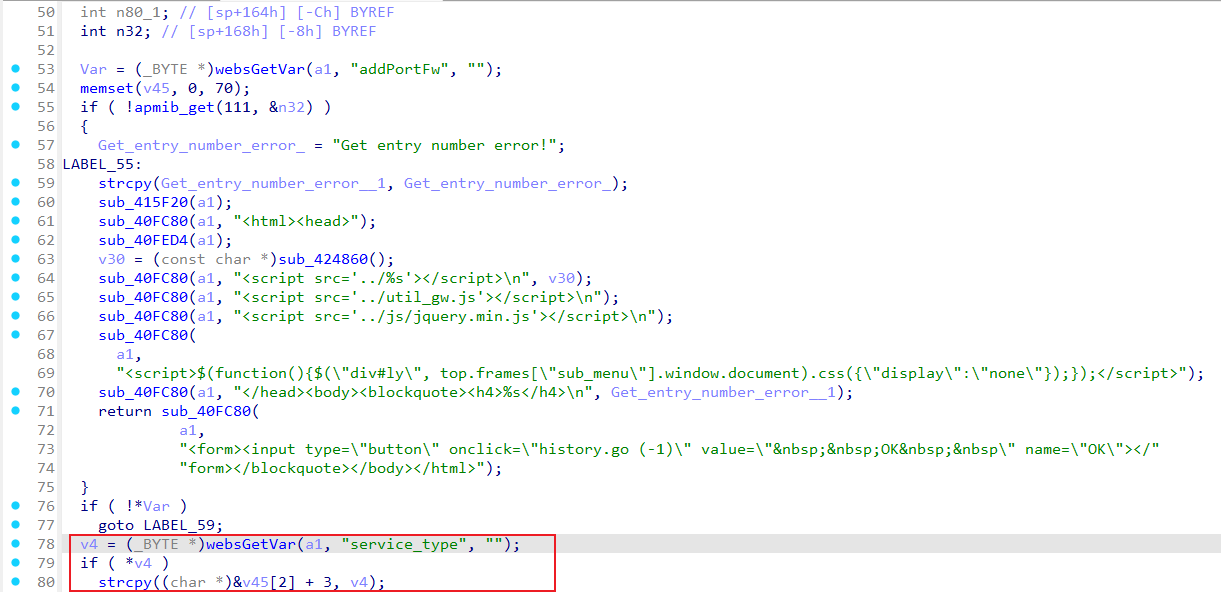 50 int n80_1; // [sp+164h] [-Ch] BYREF
51 int n32; // [sp+168h] [-8h] BYREF
52
53 Var = (_BYTE *)websGetVar(a1, "addPortFw", "");
54 memset(v45, 0, 70);
55 if ( !apmib_get(111, &n32) )
56 {
57 Get_entry_number_error_ = "Get entry number error!";
58 LABEL_55:
59 strcpy(Get_entry_number_error__1, Get_entry_number_error_);
60 sub_415F20(a1);
61 sub_40FC80(a1, "<html><head>");
62 sub_40FED4(a1);
63 v30 = (const char *)sub_424860();
64 sub_40FC80(a1, "<script src='../%s'></script>\n", v30);
65 sub_40FC80(a1, "<script src='../util_gw.js'></script>\n");
66 sub_40FC80(a1, "<script src='../js/jquery.min.js'></script>\n");
67 sub_40FC80(
68 a1,
69 "<script>$(function(){$(\"div#ly\", top.frames[\"sub_menu\"].window.document).css({\"display\":\"none\"});});</script>");
70 sub_40FC80(a1, "</head><body><blockquote><h4>%s</h4>\n", Get_entry_number_error__1);
71 return sub_40FC80(
72 a1,
73 "<form><input type=\"button\" onclick=\"history.go (-1)\" value=\"&nbsp;&nbsp;OK&nbsp;&nbsp\" name=\"OK\"></"
74 "form></blockquote></body></html>");
75 }
76 if ( !*Var )
77 goto LABEL_59;
78 v4 = (_BYTE *)websGetVar(a1, "service_type", "");
79 if ( *v4 )
80 strcpy((char *)&v45[2] + 3, v4);